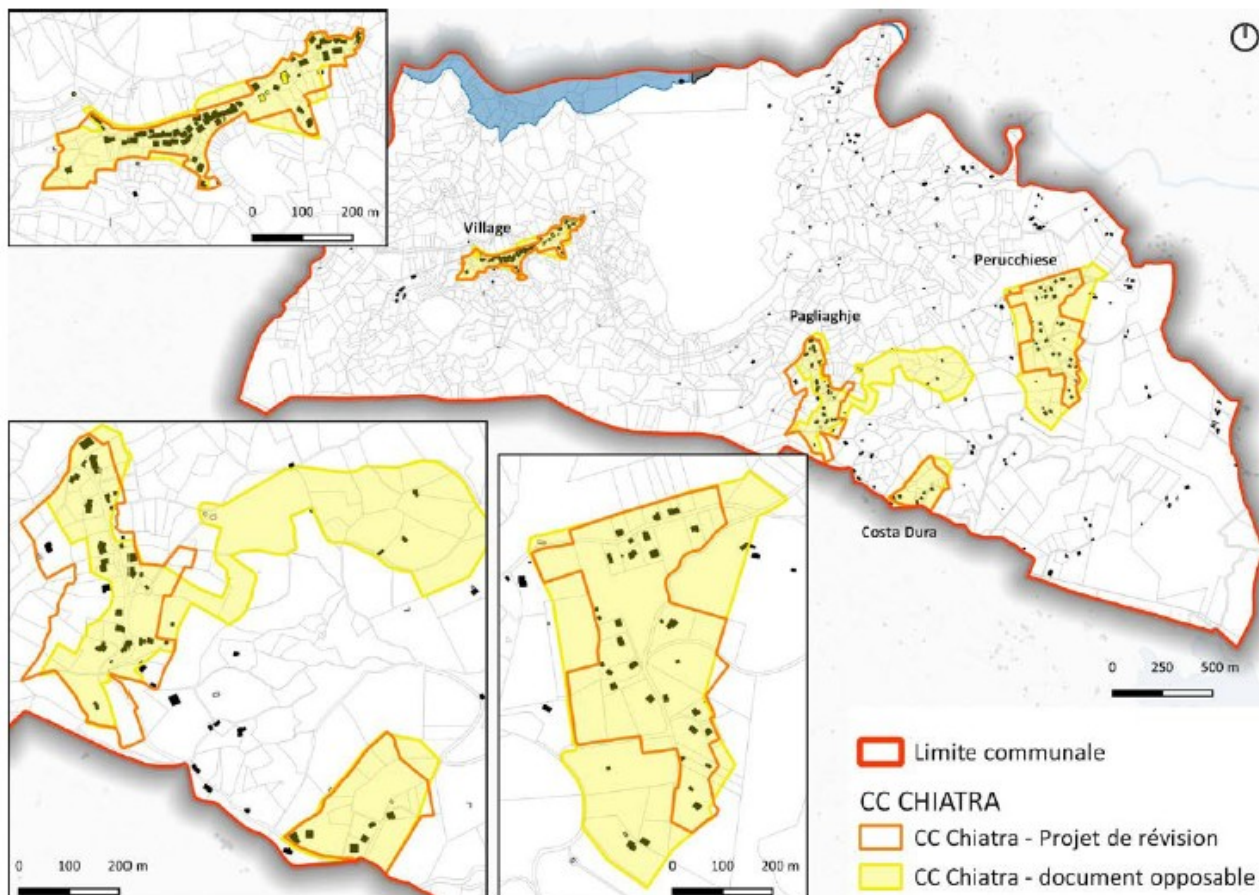 0 100 200 m
Village
Perucchiese
Pagliaghje
Costa Dura
0 250 500 m
0 100 200 m
0 100 200 m
Limite communale
CC CHIATRA
CC Chiatra - Projet de révision
CC Chiatra - document opposable